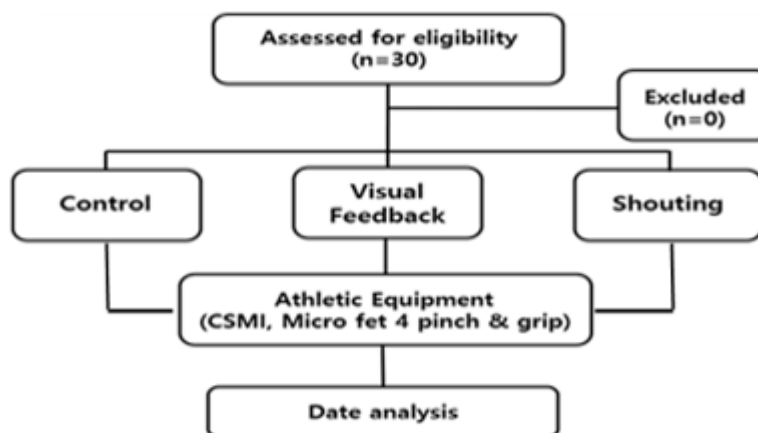 Assessed for eligibility
(n=30)
Excluded
(n=0)
Control
Visual
Feedback
Shouting
Athletic Equipment
(CSMI, Micro fet 4 pinch & grip)
Date analysis